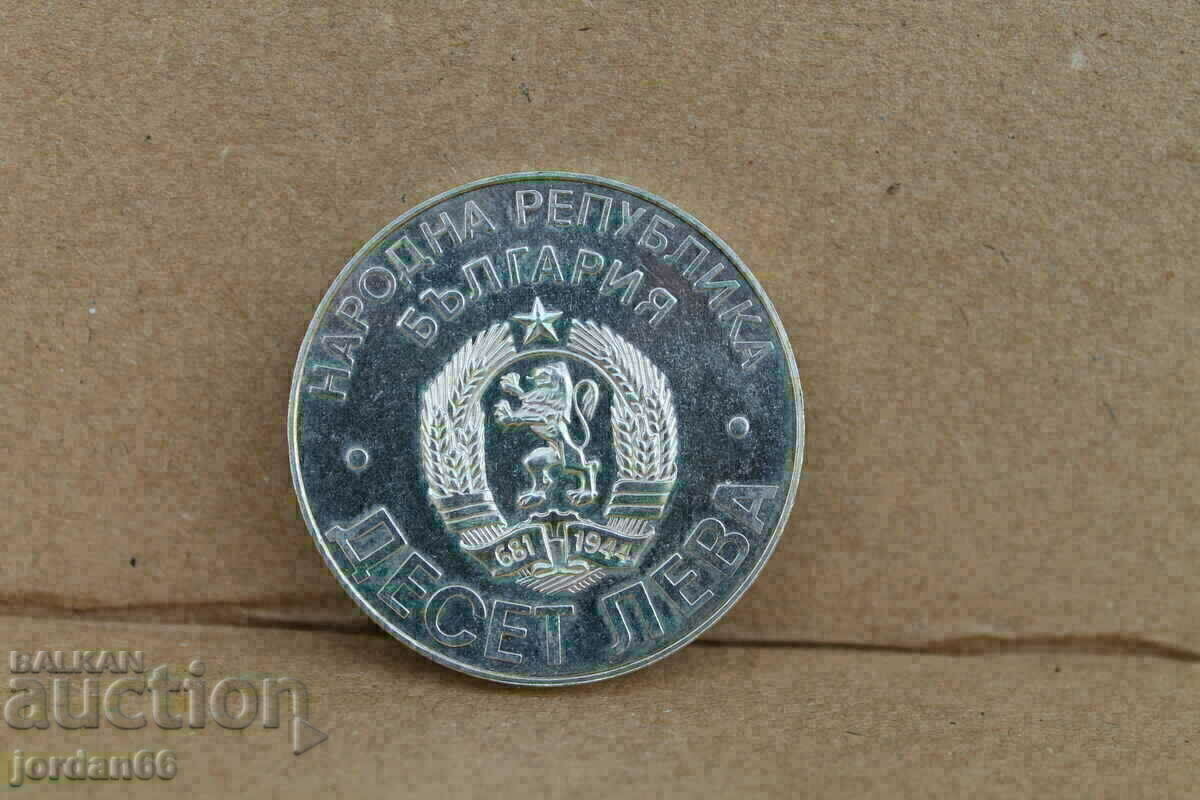 НАРОДНА РЕПУБЛИКА
БЪЛГАРИЯ
681 1944
ДЕСЕТ ЛЕВА
BALKAN
auction
jordan66